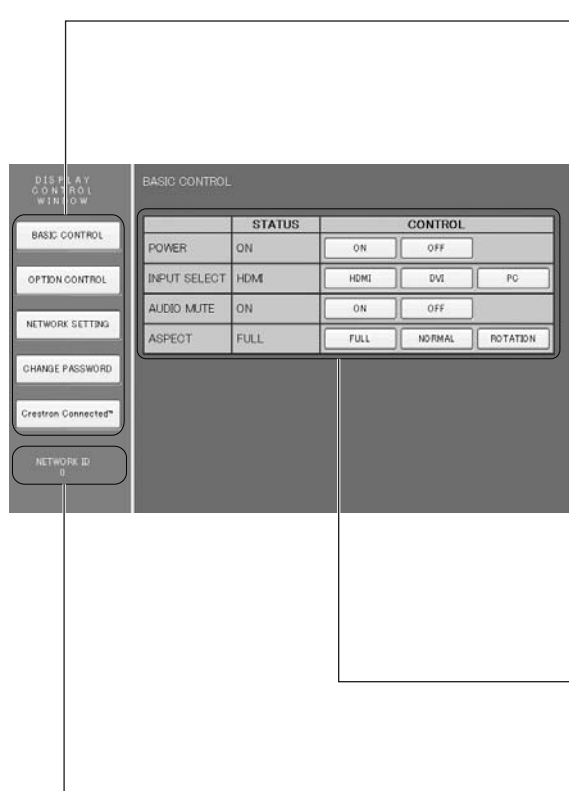 DISPLAY
CONTROL
WINDOW
BASIC CONTROL
OPTION CONTROL
NETWORK SETTING
CHANGE PASSWORD
Crestron Connected™
NETWORK ID
0
BASIC CONTROL
STATUS CONTROL
POWER ON ON OFF
INPUT SELECT HDMI HDMI DVI PC
AUDIO MUTE ON ON OFF
ASPECT FULL FULL NORMAL ROTATION